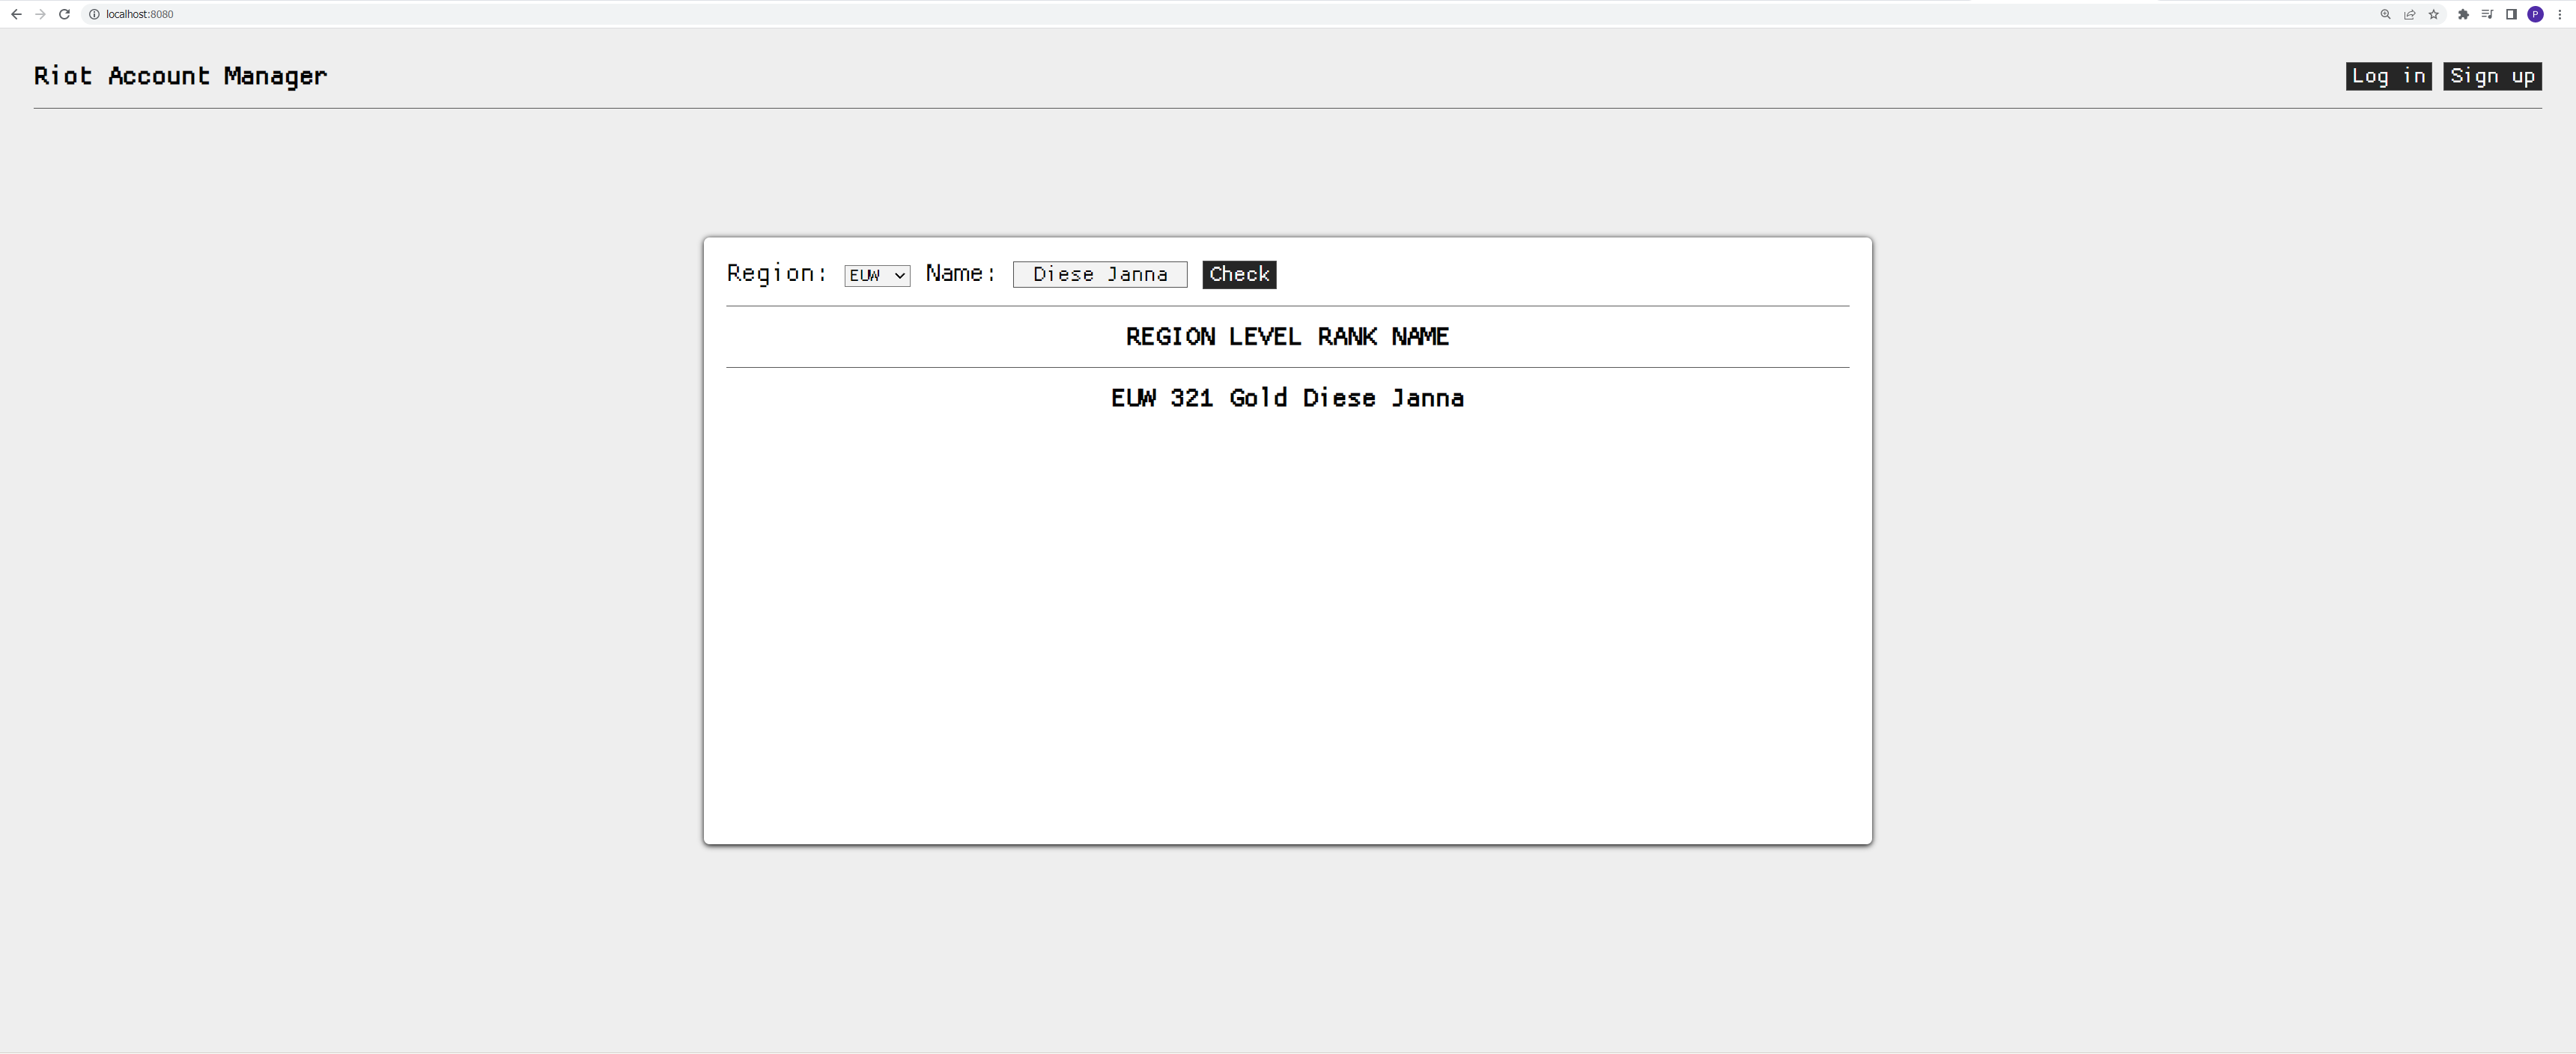 localhost:8080
P
Riot Account Manager
Log in Sign up
Region: EUW Name: Diese Janna Check
REGION LEVEL RANK NAME
EUW 321 Gold Diese Janna